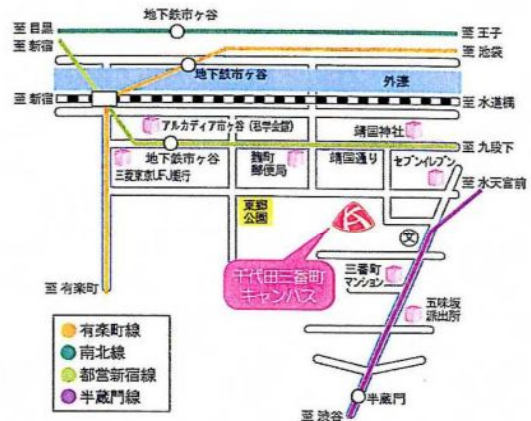 地下鉄市ヶ谷
至 目黒
至 王子
至 新宿
至 池袋
地下鉄市ヶ谷
外濠
至 新宿
至 水道橋
アルカディア市ヶ谷(私学会館)
靖国神社
至 九段下
地下鉄市ヶ谷
麹町
郵便局
靖国通り
セブンイレブン
三菱東京UFJ銀行
至 水天宮前
東郷
公園
K
文
千代田三番町
キャンパス
三番町
マンション
至 有楽町
五味坂
派出所
有楽町線
南北線
都営新宿線
半蔵門線
半蔵門
至 渋谷